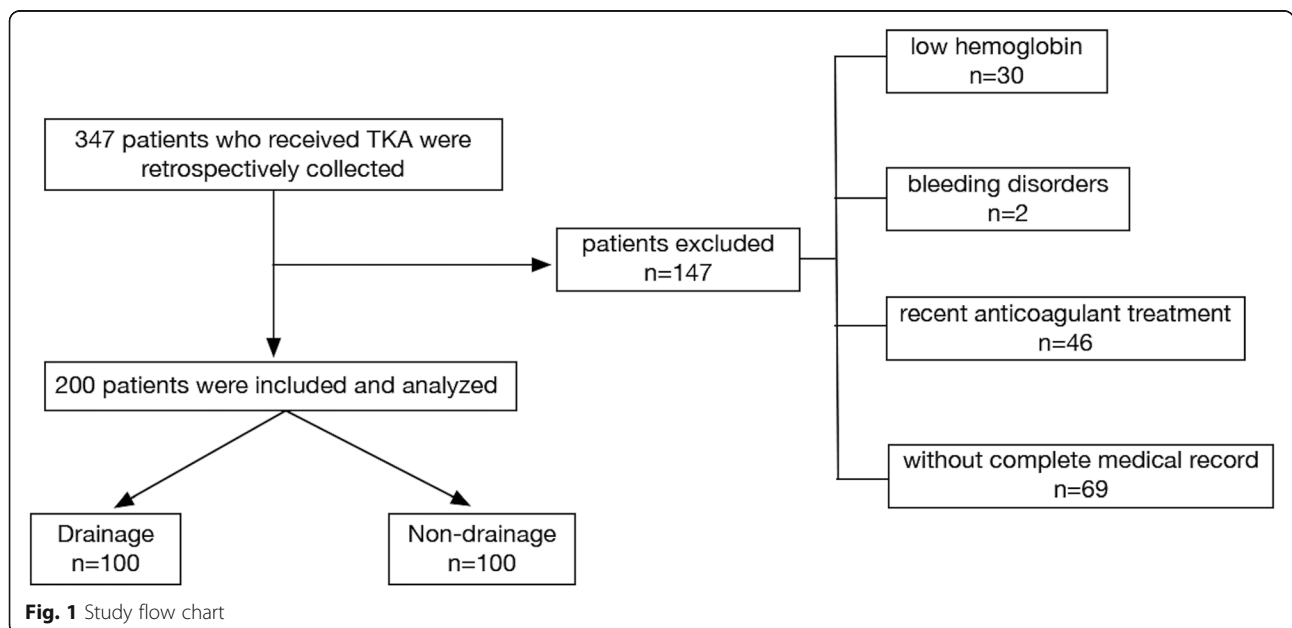 347 patients who received TKA were
retrospectively collected
patients excluded
n=147
low hemoglobin
n=30
bleeding disorders
n=2
recent anticoagulant treatment
n=46
without complete medical record
n=69
200 patients were included and analyzed
Drainage
n=100
Non-drainage
n=100
Fig. 1 Study flow chart